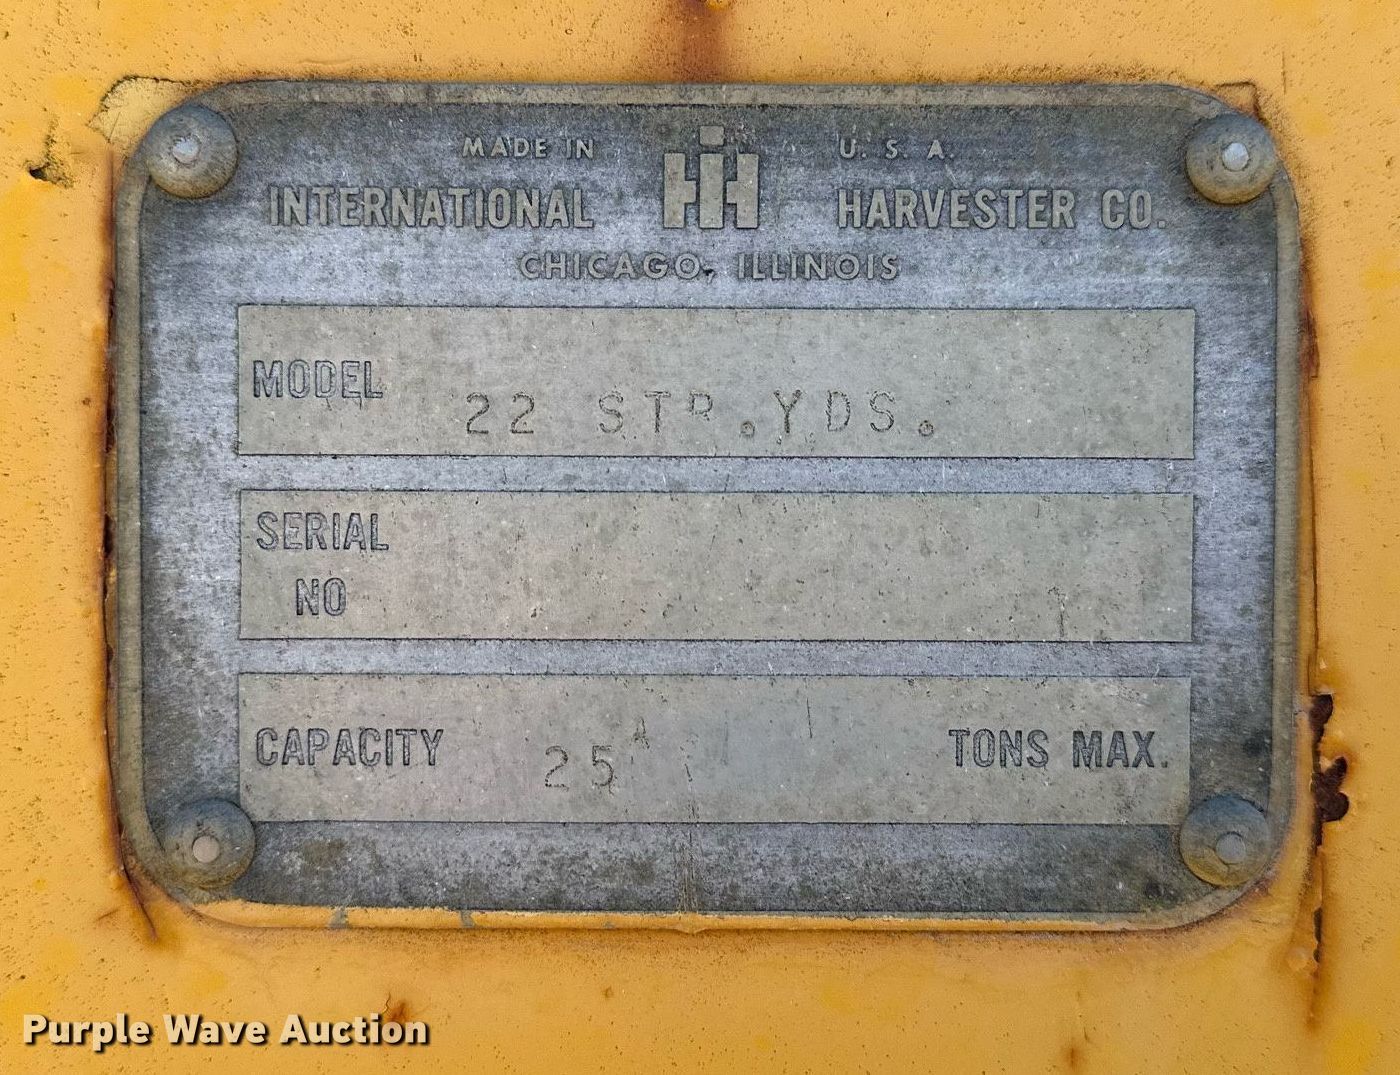 MADE IN IH U. S. A.
INTERNATIONAL HARVESTER CO.
CHICAGO, ILLINOIS
MODEL 22 STR.YDS.
SERIAL
NO
CAPACITY 25 TONS MAX.
Purple Wave Auction